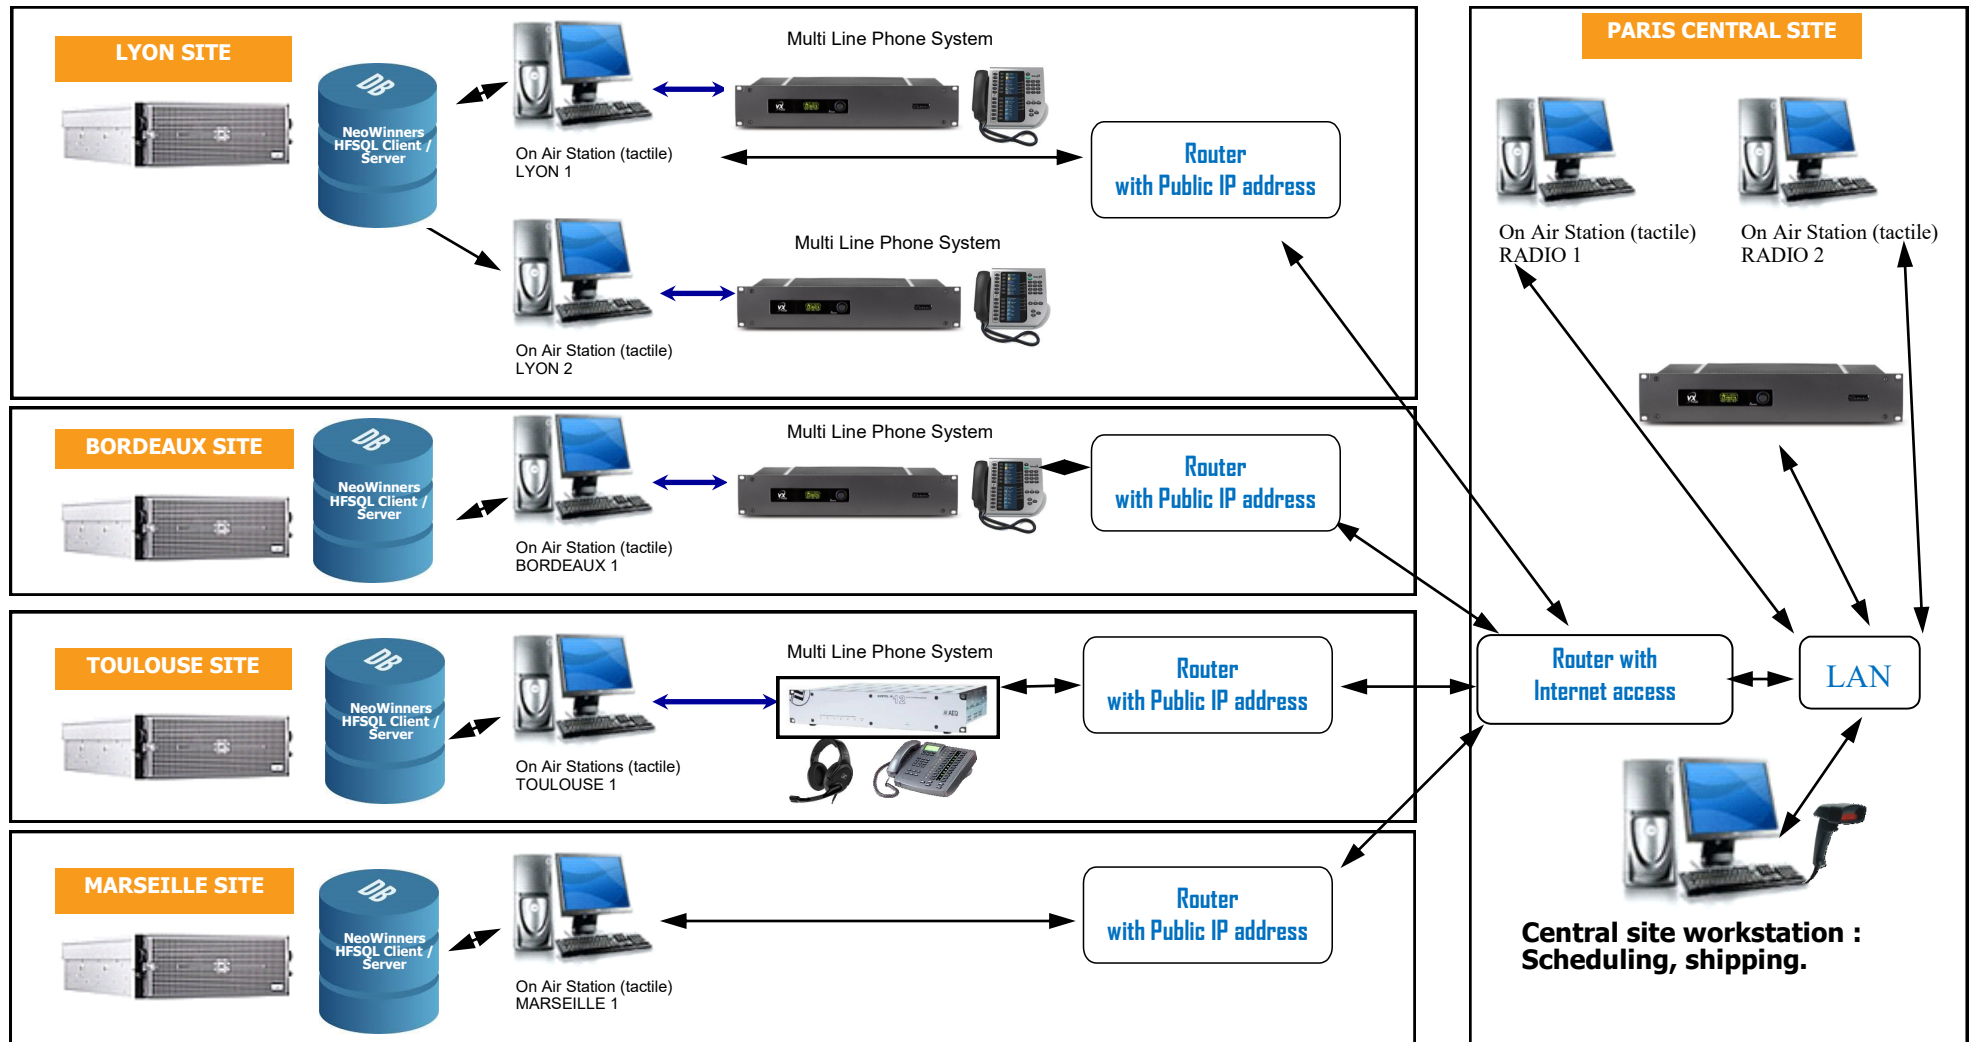 LYON SITE
DB
NeoWinners
HFSQL Client /
Server
On Air Station (tactile)
LYON 1
Multi Line Phone System
VX
Router
with Public IP address
On Air Station (tactile)
LYON 2
Multi Line Phone System
VX
BORDEAUX SITE
DB
NeoWinners
HFSQL Client /
Server
On Air Station (tactile)
BORDEAUX 1
Multi Line Phone System
VX
Router
with Public IP address
TOULOUSE SITE
DB
NeoWinners
HFSQL Client /
Server
On Air Stations (tactile)
TOULOUSE 1
Multi Line Phone System
AEQ
Router
with Public IP address
MARSEILLE SITE
DB
NeoWinners
HFSQL Client /
Server
On Air Station (tactile)
MARSEILLE 1
Router
with Public IP address
PARIS CENTRAL SITE
On Air Station (tactile)
RADIO 1
On Air Station (tactile)
RADIO 2
VX
Router with
Internet access
LAN
Central site workstation :
Scheduling, shipping.